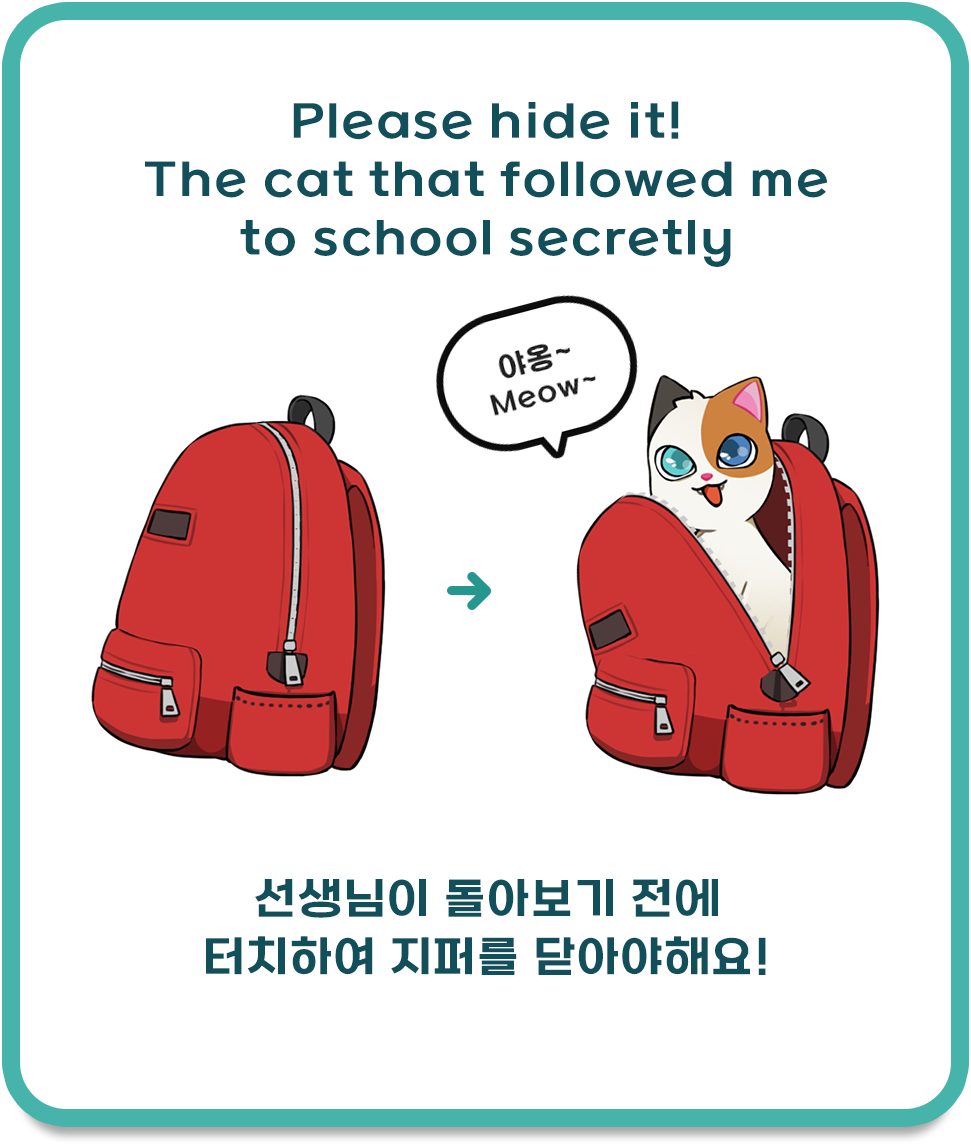 Please hide it!
The cat that followed me
to school secretly
야옹~
Meow~
선생님이 돌아보기 전에
터치하여 지퍼를 닫아야해요!